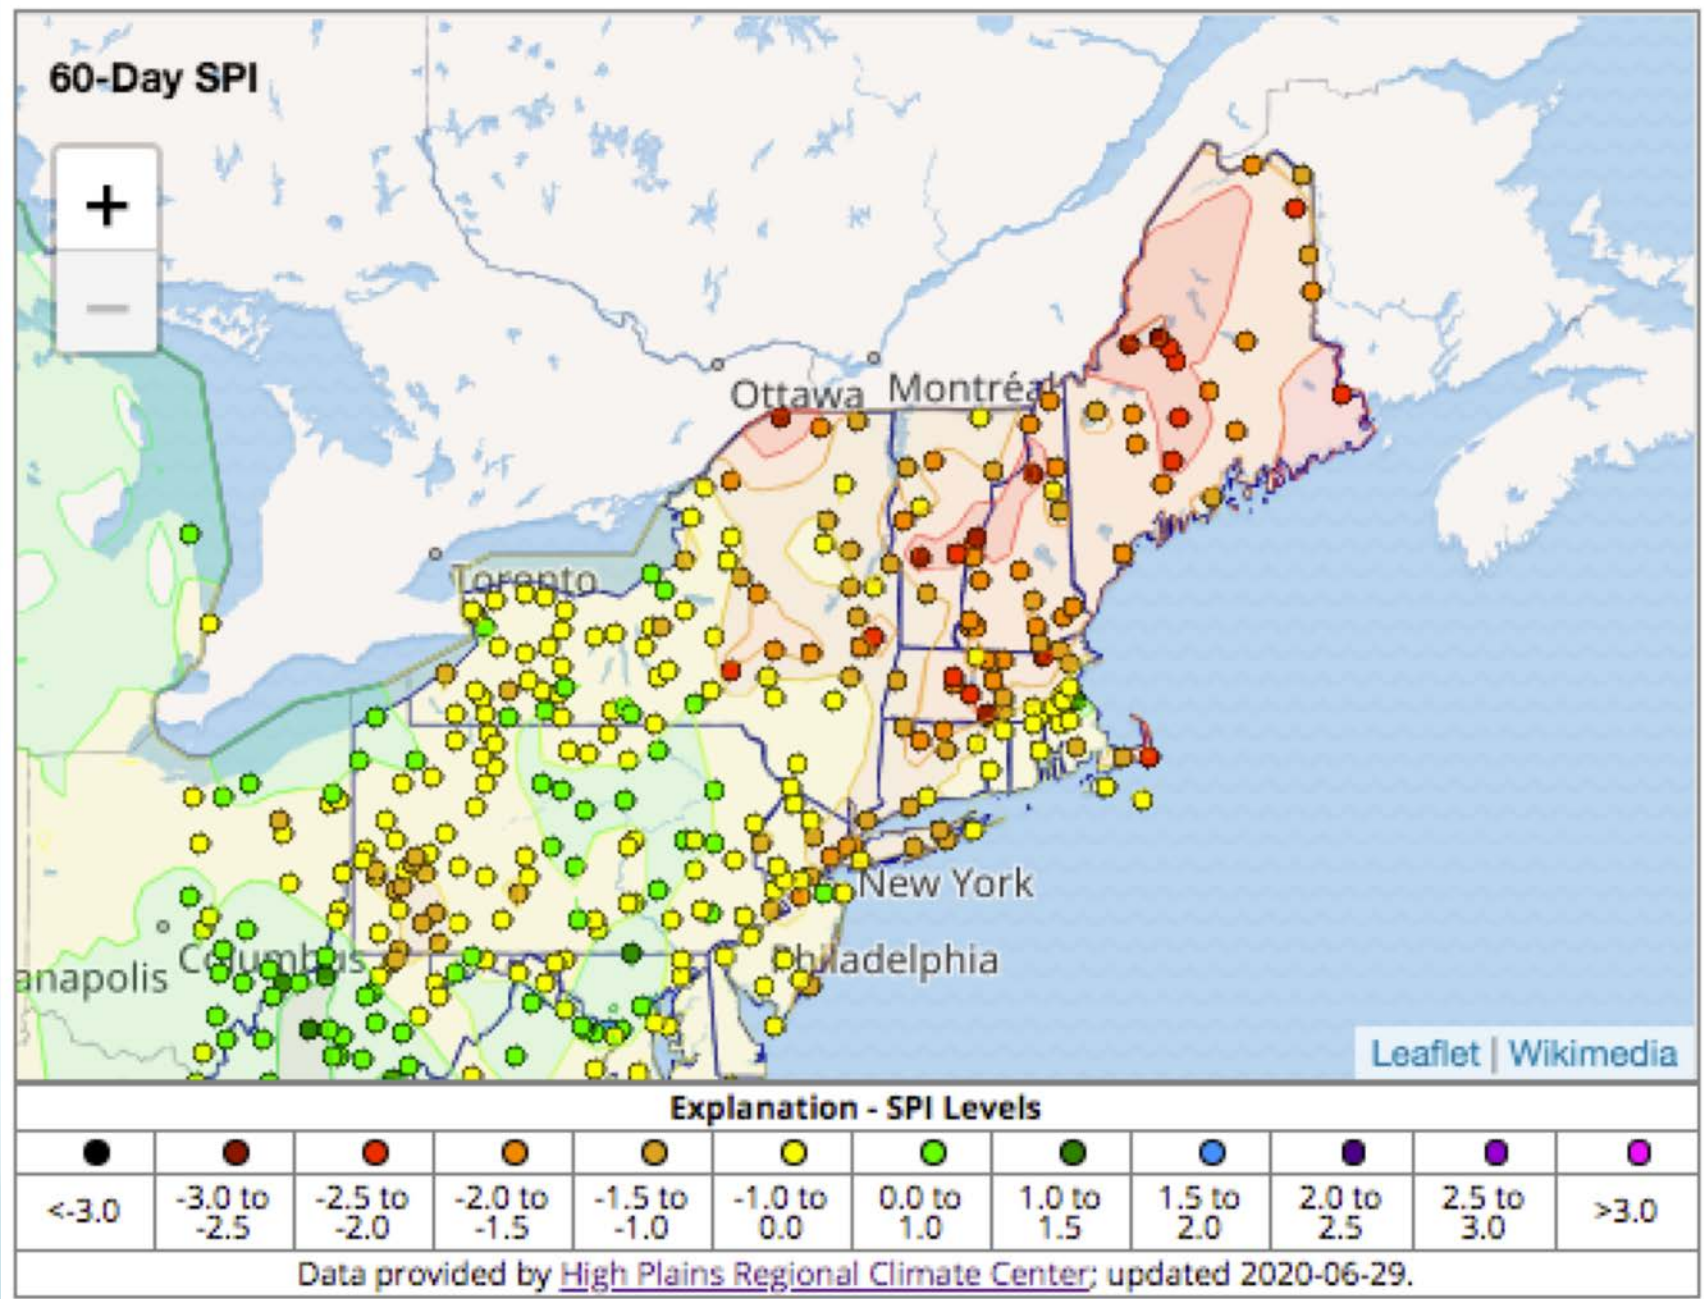 60-Day SPI
+
−
Ottawa Montréal
Toronto
New York
Columbus
Philadelphia
anapolis
Leaflet | Wikimedia
Explanation - SPI Levels
<-3.0
-3.0 to
-2.5
-2.5 to
-2.0
-2.0 to
-1.5
-1.5 to
-1.0
-1.0 to
0.0
0.0 to
1.0
1.0 to
1.5
1.5 to
2.0
2.0 to
2.5
2.5 to
3.0
>3.0
Data provided by High Plains Regional Climate Center; updated 2020-06-29.